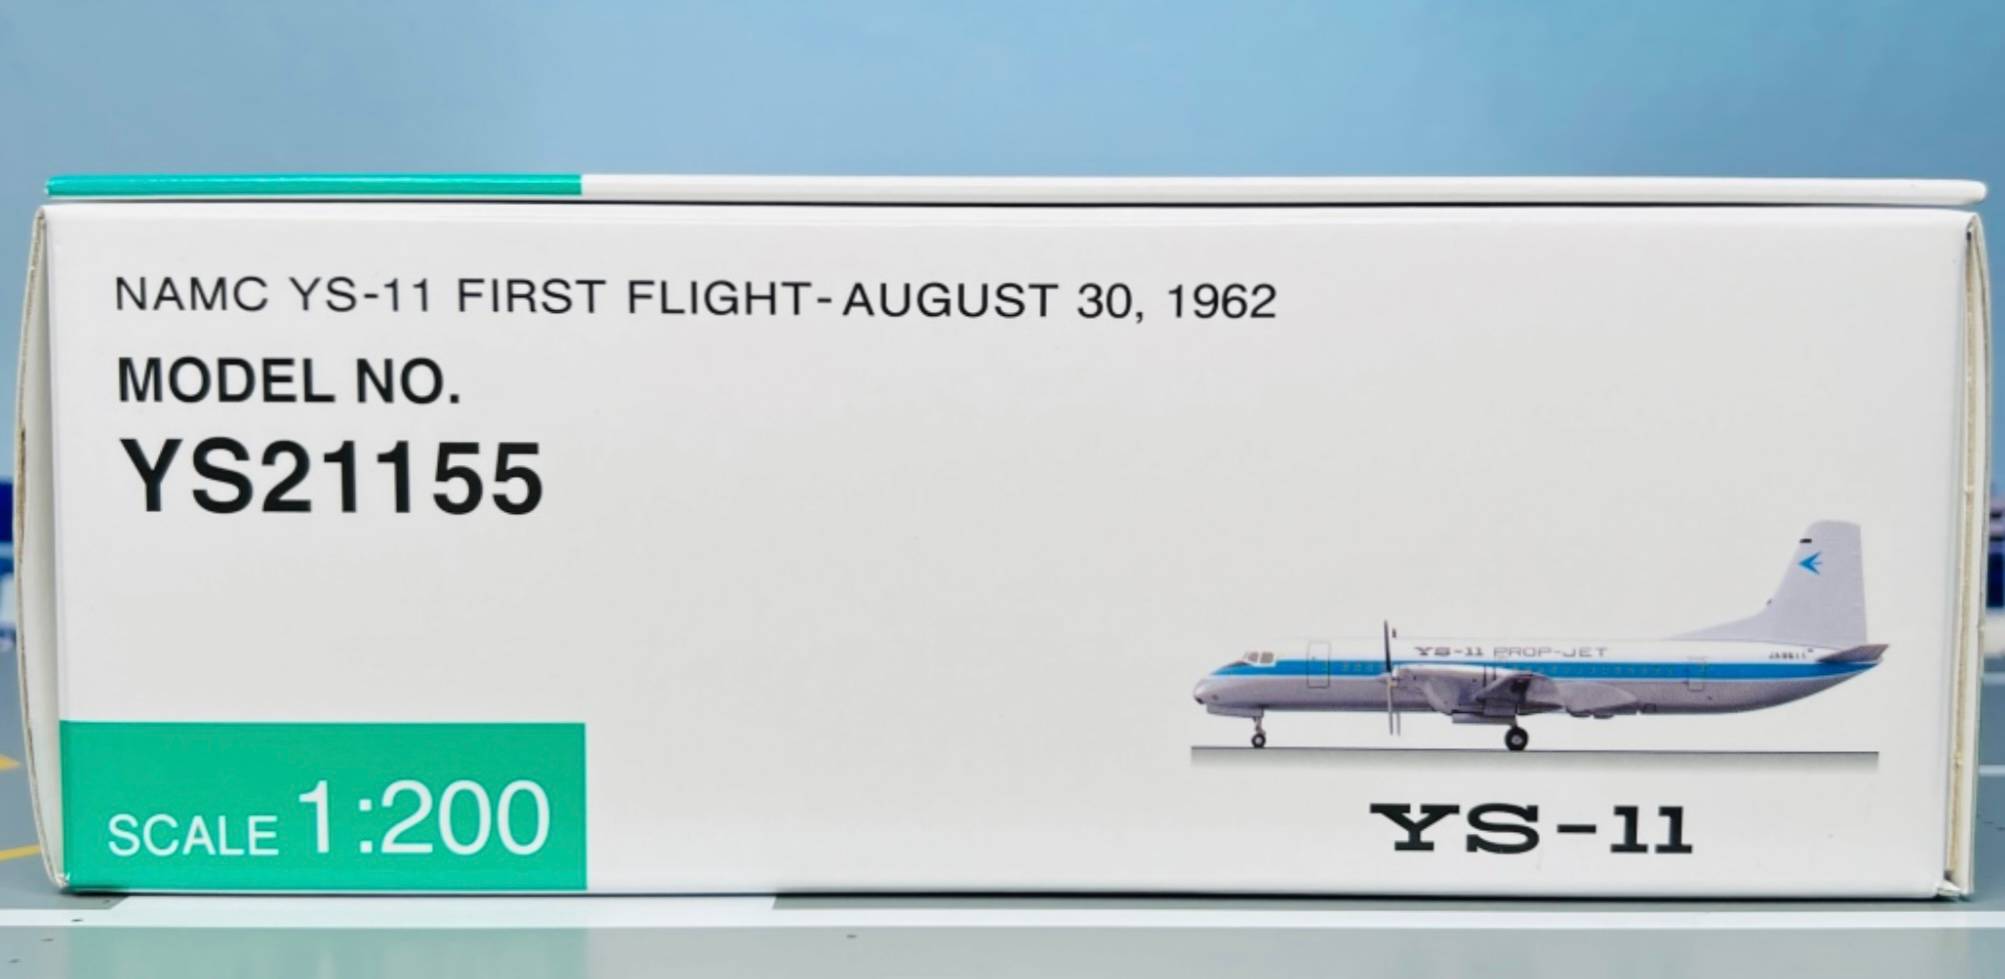 NAMC YS-11 FIRST FLIGHT-AUGUST 30, 1962
MODEL NO.
YS21155
YS-11 PROP-JET
SCALE 1:200
YS-11